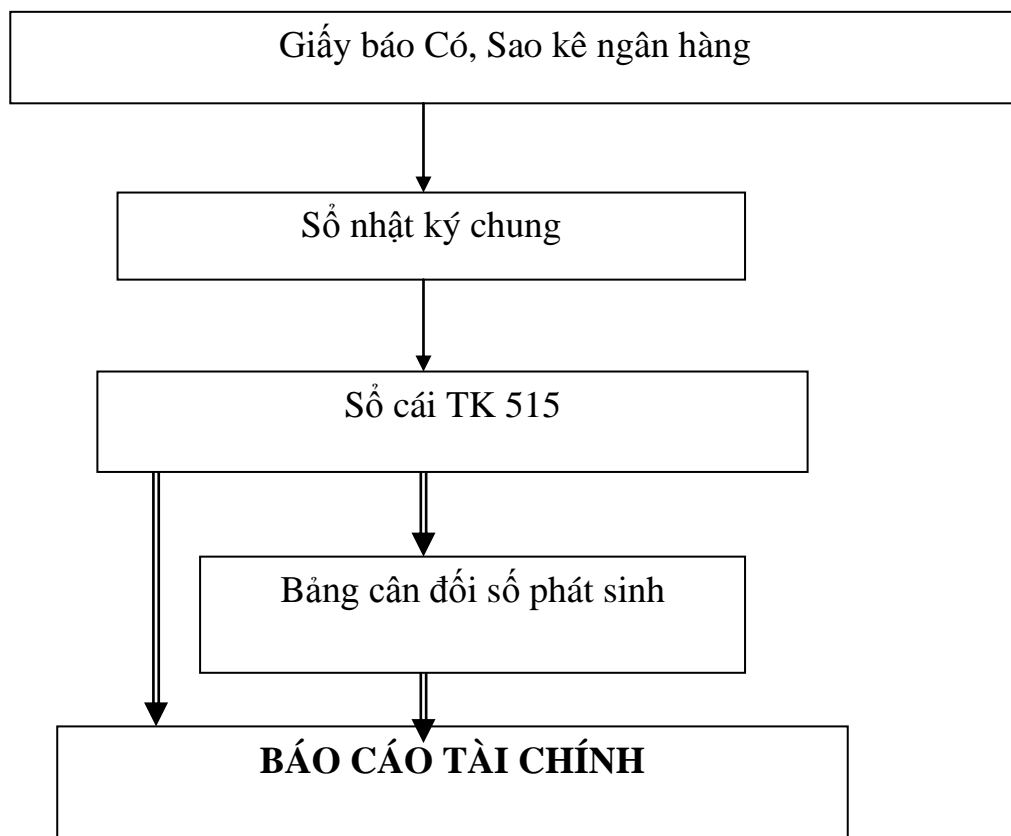 Giấy báo Có, Sao kê ngân hàng
Sổ nhật ký chung
Sổ cái TK 515
Bảng cân đối số phát sinh
BÁO CÁO TÀI CHÍNH